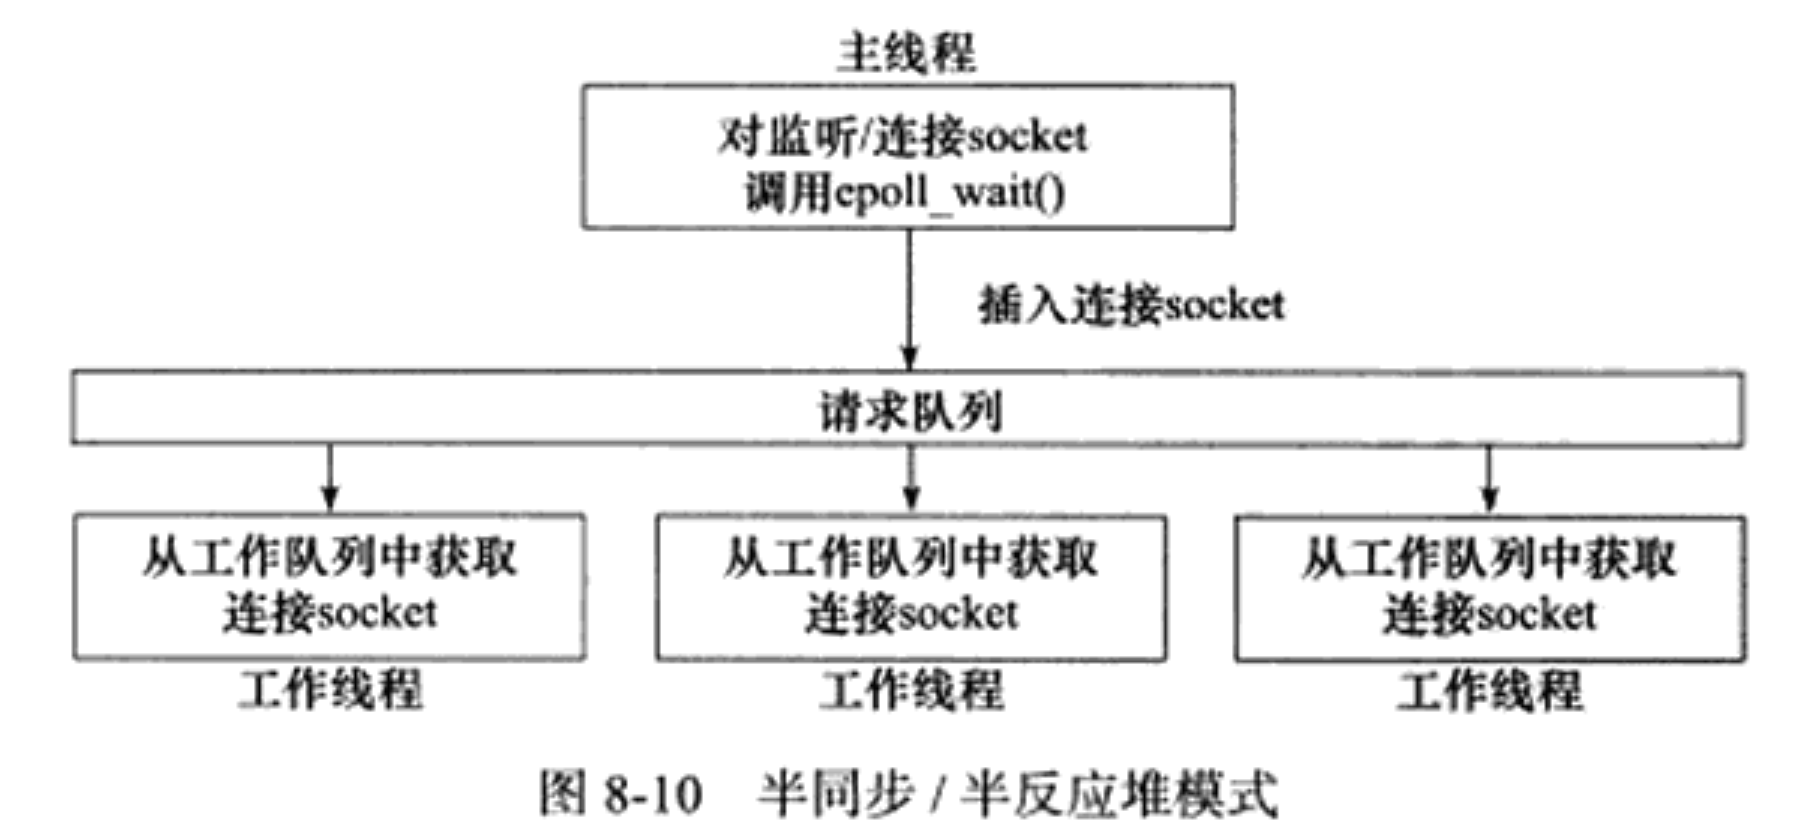 主线程
对监听/连接socket
调用epoll_wait()
插入连接socket
请求队列
从工作队列中获取
连接socket
工作线程
从工作队列中获取
连接socket
工作线程
从工作队列中获取
连接socket
工作线程
图 8-10 半同步 / 半反应堆模式